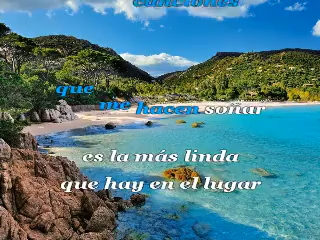 canciones
que
me hacen soñar
es la más linda
que hay en el lugar